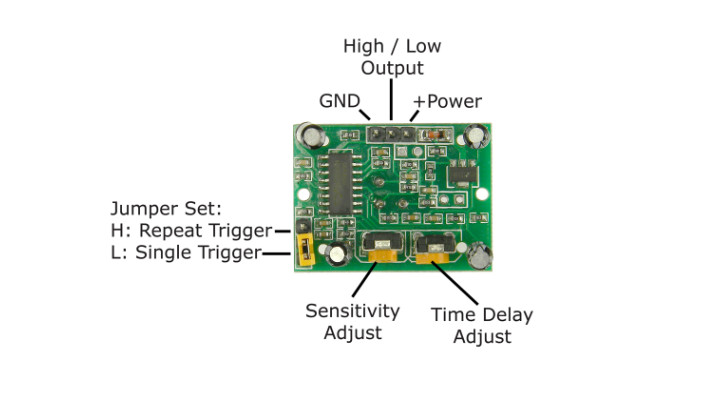 High / Low
Output
GND
+Power
Jumper Set:
H: Repeat Trigger
L: Single Trigger
Sensitivity
Adjust
Time Delay
Adjust